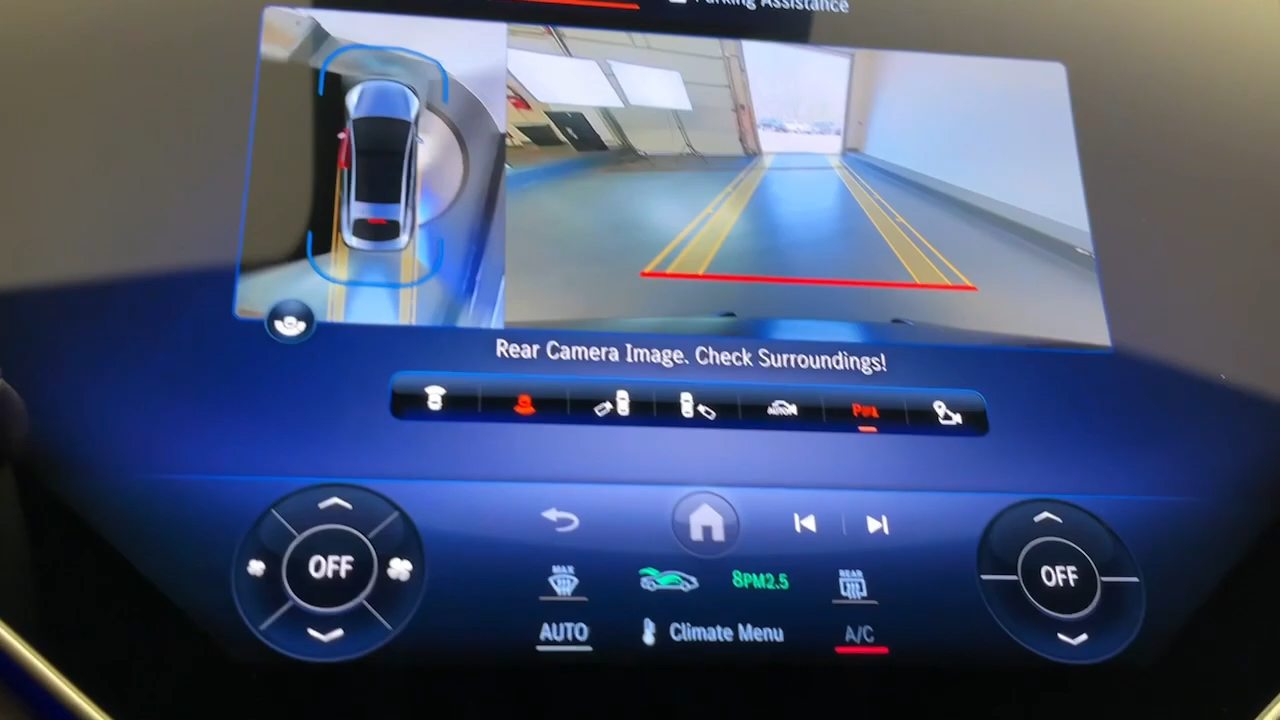 Parking Assistance
Rear Camera Image. Check Surroundings!
AUTO
OFF
OFF
MAX
8PM2.5
REAR
AUTO
Climate Menu
A/C